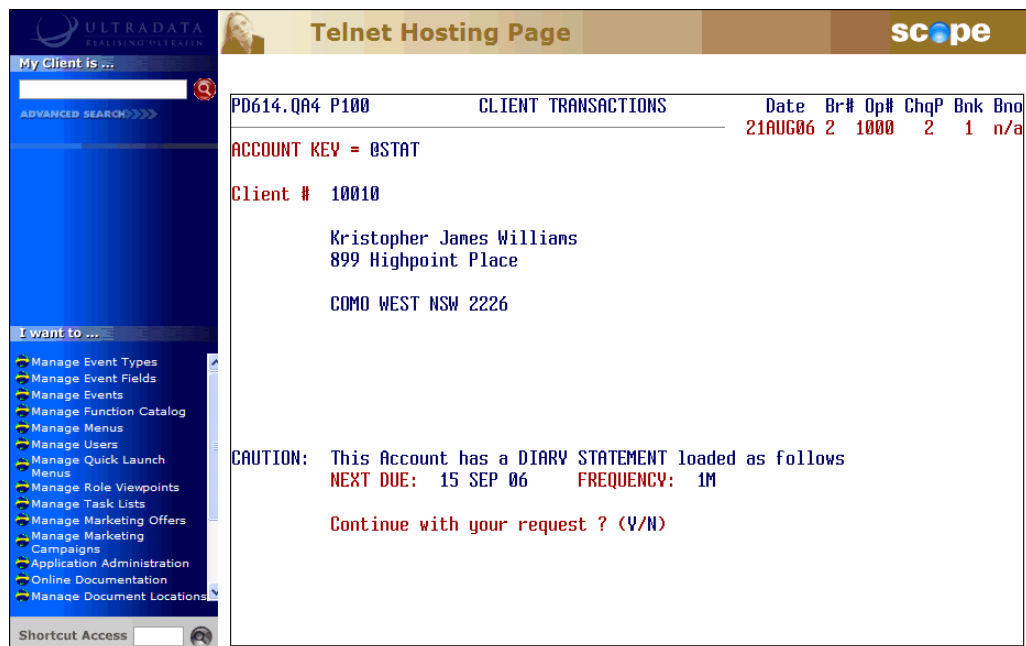 ULTRADATA
REALISING ULTRAFIN
Telnet Hosting Page
scope
My Client is ...
ADVANCED SEARCH
PD614.QA4 P100 CLIENT TRANSACTIONS Date Br# Op# ChqP Bnk Bno
21AUG06 2 1000 2 1 n/a
ACCOUNT KEY = @STAT
Client # 10010
Kristopher James Williams
899 Highpoint Place
COMO WEST NSW 2226
I want to ...
Manage Event Types
Manage Event Fields
Manage Events
Manage Function Catalog
Manage Menus
Manage Users
Manage Quick Launch
Menus
Manage Role Viewpoints
Manage Task Lists
Manage Marketing Offers
Manage Marketing
Campaigns
Application Administration
Online Documentation
Manage Document Locations
CAUTION: This Account has a DIARY STATEMENT loaded as follows
NEXT DUE: 15 SEP 06 FREQUENCY: 1M
Continue with your request ? (Y/N)
Shortcut Access